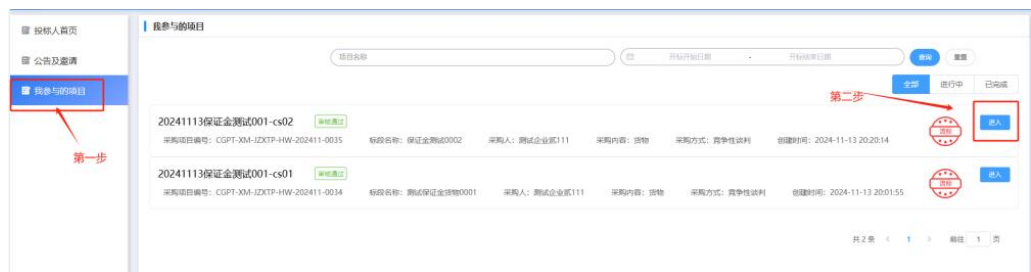 投标人首页
公告及邀请
我参与的项目
第一步
我参与的项目
项目名称 开标开始日期 - 开标结束日期 查询 重置
全部 进行中 已完成
第二步
20241113保证金测试001-cs02 审核通过
采购项目编号：CGPT-XM-JZXTP-HW-202411-0035 标段名称：保证金测试0002 采购人：测试企业贰111 采购内容：货物 采购方式：竞争性谈判 创建时间：2024-11-13 20:20:14
流标 进入
20241113保证金测试001-cs01 审核通过
采购项目编号：CGPT-XM-JZXTP-HW-202411-0034 标段名称：测试保证金货物0001 采购人：测试企业贰111 采购内容：货物 采购方式：竞争性谈判 创建时间：2024-11-13 20:01:55
流标 进入
共 2 条 < 1 > 前往 1 页